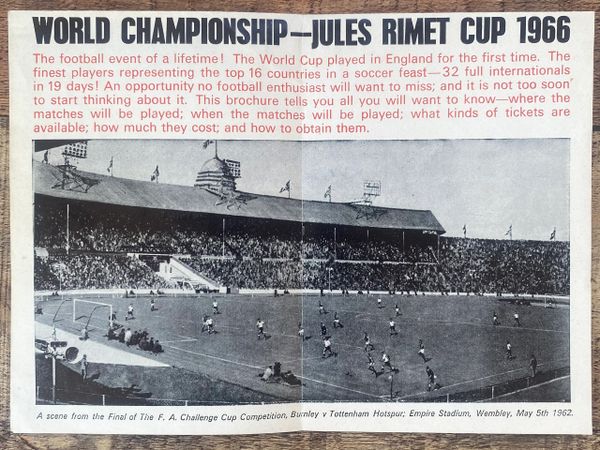 WORLD CHAMPIONSHIP—JULES RIMET CUP 1966
The football event of a lifetime! The World Cup played in England for the first time. The
finest players representing the top 16 countries in a soccer feast—32 full internationals
in 19 days! An opportunity no football enthusiast will want to miss; and it is not too soon
to start thinking about it. This brochure tells you all you will want to know—where the
matches will be played; when the matches will be played; what kinds of tickets are
available; how much they cost; and how to obtain them.
A scene from the Final of The F. A. Challenge Cup Competition, Burnley v Tottenham Hotspur; Empire Stadium, Wembley, May 5th 1962.